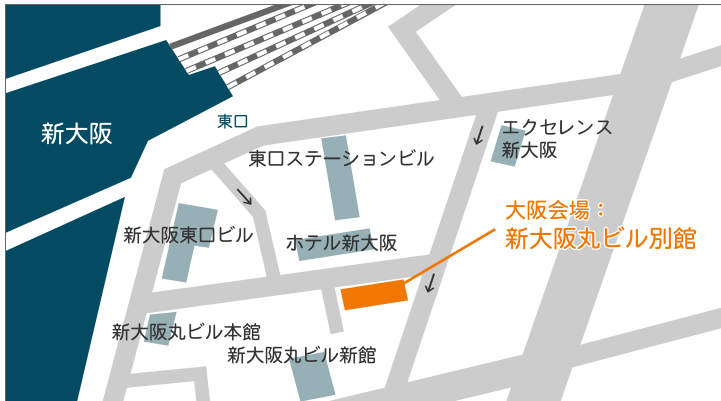 新大阪
東口
エクセレンス
新大阪
東口ステーションビル
大阪会場：
新大阪丸ビル別館
新大阪東口ビル
ホテル新大阪
新大阪丸ビル本館
新大阪丸ビル新館